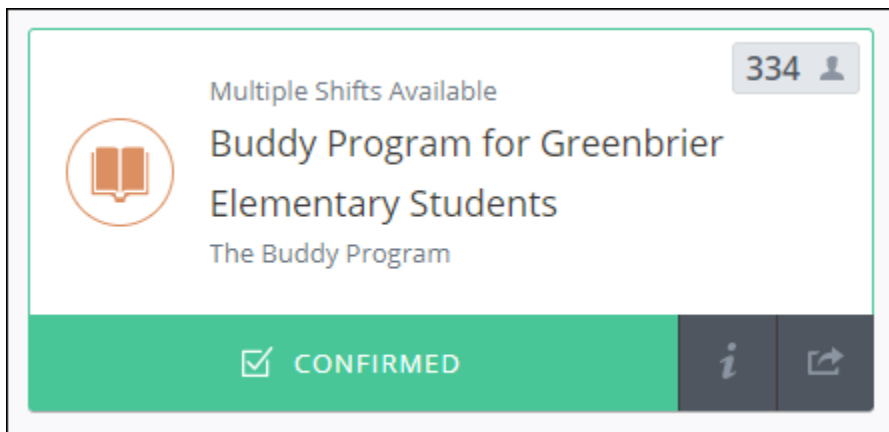 334
Multiple Shifts Available
Buddy Program for Greenbrier
Elementary Students
The Buddy Program
CONFIRMED
i